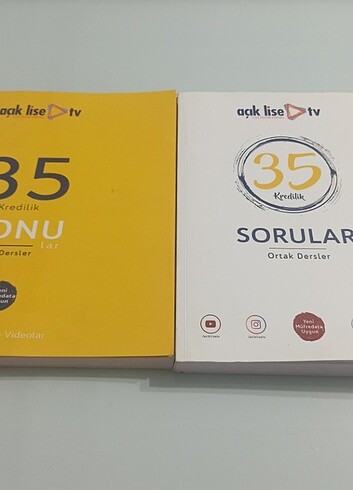 açık lise tv
35
Kredilik
ONU
lar
Dersler
Yeni
Videolar
açık lise tv
35
Kredilik
SORULAR
Ortak Dersler
Yeni
Müfredata
Uygun